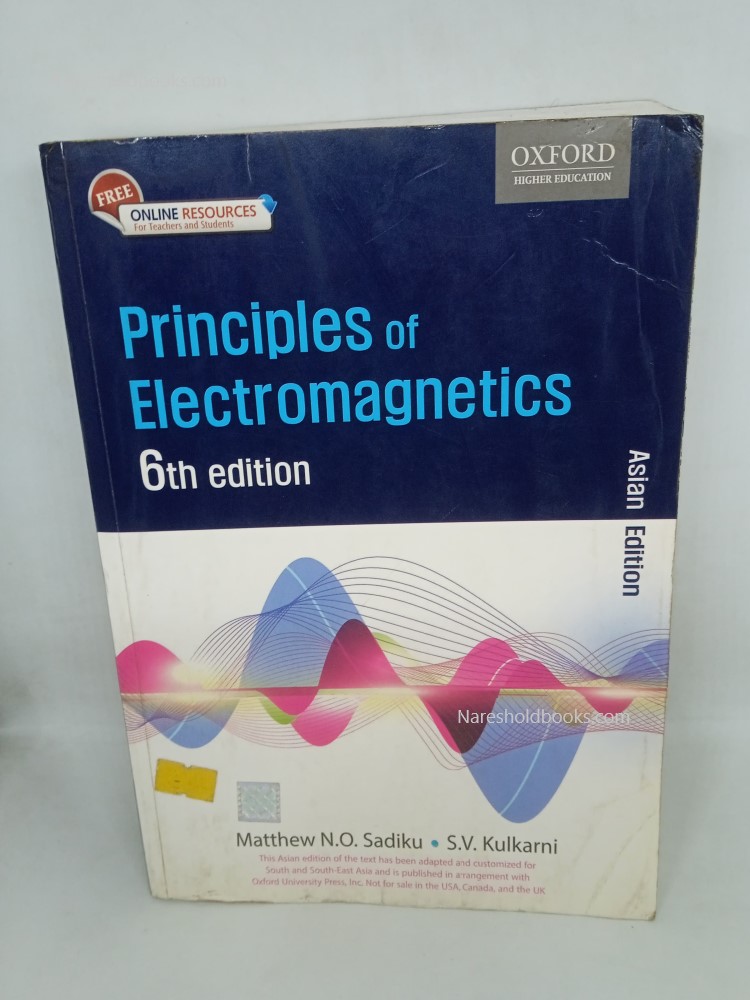 OXFORD
HIGHER EDUCATION
FREE
ONLINE RESOURCES
For Teachers and Students
Principles of
Electromagnetics
6th edition
Asian Edition
Naresholdbooks.com
Matthew N.O. Sadiku • S.V. Kulkarni
This Asian edition of the text has been adapted and customized for
South and South-East Asia and is published in arrangement with
Oxford University Press, Inc. Not for sale in the USA, Canada, and the UK